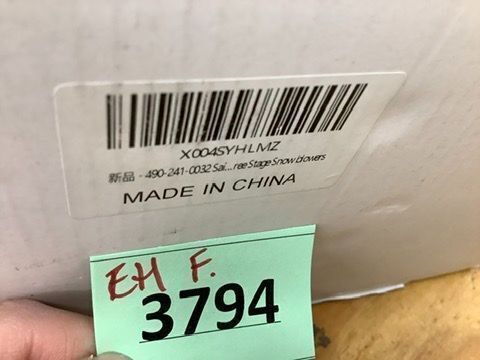 X004SYHLMZ
新品 - 490-241-0032 Sai...ree Stage Snow blowers
MADE IN CHINA
EH F.
3794